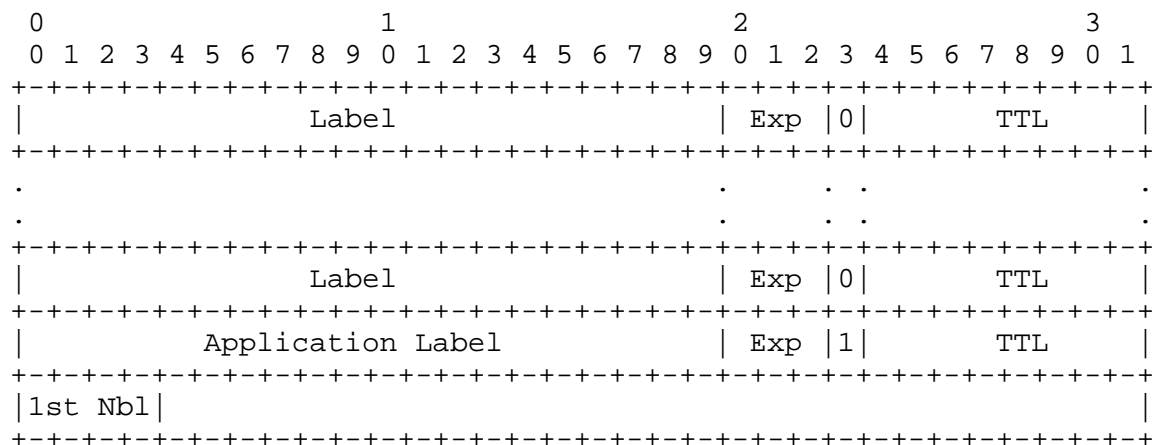 0                   1                   2                   3
 0 1 2 3 4 5 6 7 8 9 0 1 2 3 4 5 6 7 8 9 0 1 2 3 4 5 6 7 8 9 0 1
+-+-+-+-+-+-+-+-+-+-+-+-+-+-+-+-+-+-+-+-+-+-+-+-+-+-+-+-+-+-+-+-+
|                Label                  | Exp |0|       TTL     |
+-+-+-+-+-+-+-+-+-+-+-+-+-+-+-+-+-+-+-+-+-+-+-+-+-+-+-+-+-+-+-+-+
.                                       .     . .               .
.                                       .     . .               .
+-+-+-+-+-+-+-+-+-+-+-+-+-+-+-+-+-+-+-+-+-+-+-+-+-+-+-+-+-+-+-+-+
|                Label                  | Exp |0|       TTL     |
+-+-+-+-+-+-+-+-+-+-+-+-+-+-+-+-+-+-+-+-+-+-+-+-+-+-+-+-+-+-+-+-+
|          Application Label            | Exp |1|       TTL     |
+-+-+-+-+-+-+-+-+-+-+-+-+-+-+-+-+-+-+-+-+-+-+-+-+-+-+-+-+-+-+-+-+
|1st Nbl|                                                       |
+-+-+-+-+-+-+-+-+-+-+-+-+-+-+-+-+-+-+-+-+-+-+-+-+-+-+-+-+-+-+-+-+